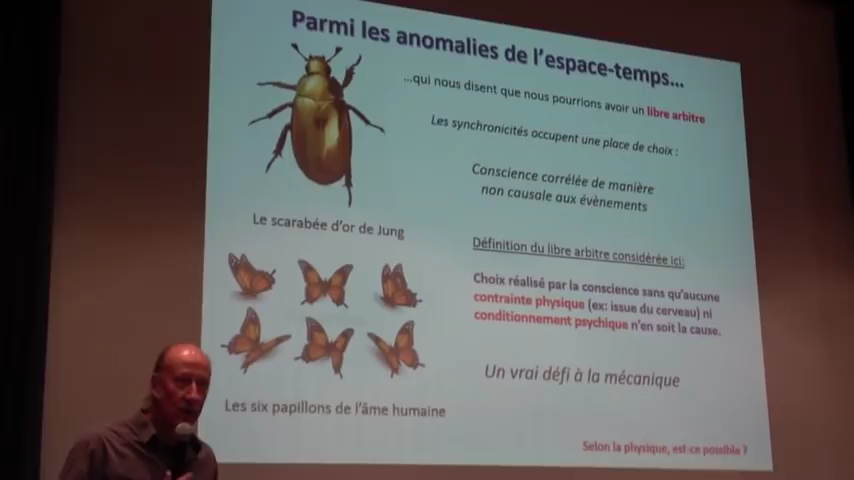 Parmi les anomalies de l'espace-temps...
...qui nous disent que nous pourrions avoir un libre arbitre
Les synchronicités occupent une place de choix :
Conscience corrélée de manière
non causale aux évènements
Le scarabée d'or de Jung
Définition du libre arbitre considérée ici:
Choix réalisé par la conscience sans qu'aucune
contrainte physique (ex: issue du cerveau) ni
conditionnement psychique n'en soit la cause.
Un vrai défi à la mécanique
Les six papillons de l'âme humaine
Selon la physique, est-ce possible ?